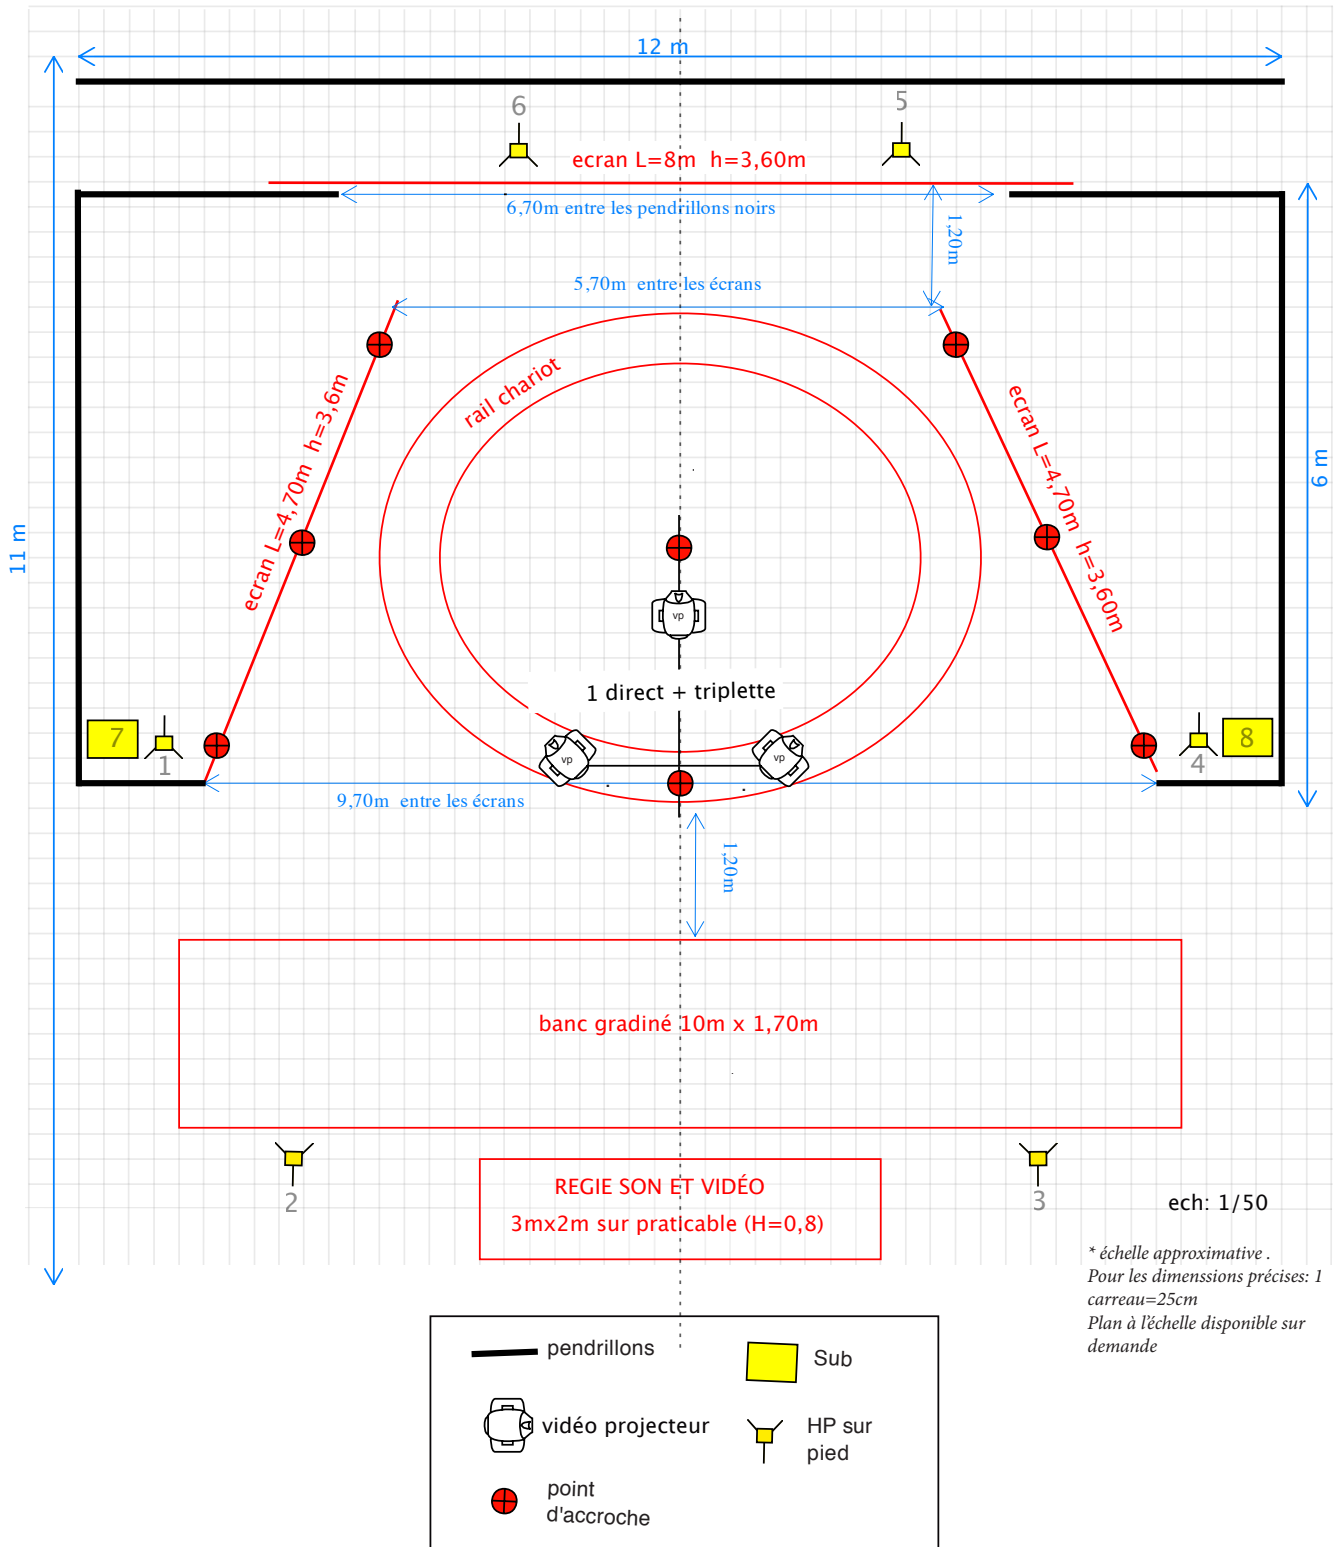 12 m
6
5
ecran L=8m h=3,60m
6,70m entre les pendrillons noirs
1,20m
5,70m entre les écrans
rail chariot
ecran L=4,70m h=3,6m
ecran L=4,70m h=3,60m
6 m
11 m
vp
1 direct + triplette
vp
vp
7
1
8
4
9,70m entre les écrans
1,20m
banc gradiné 10m x 1,70m
2
3
REGIE SON ET VIDÉO
3mx2m sur praticable (H=0,8)
ech: 1/50
* échelle approximative .
Pour les dimenssions précises: 1
carreau=25cm
Plan à l'échelle disponible sur
demande
pendrillons
Sub
vidéo projecteur
HP sur
pied
point
d'accroche